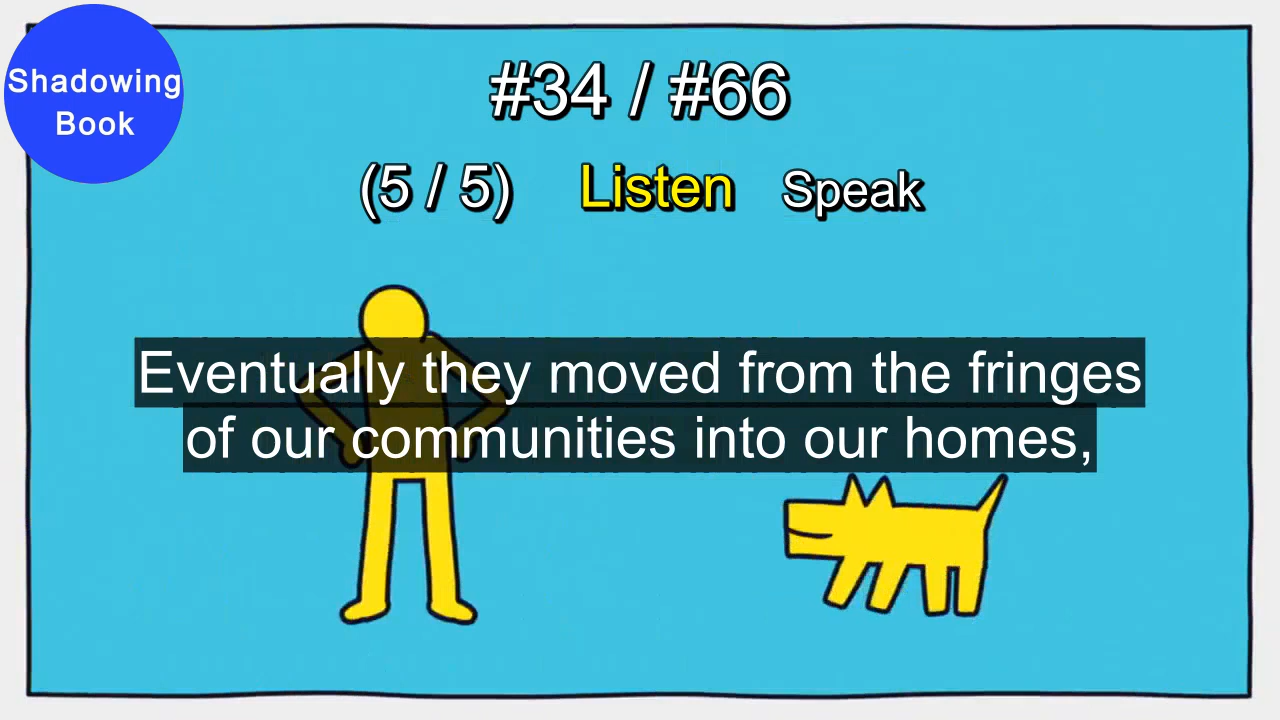 Shadowing
Book
#34 / #66
(5 / 5) Listen Speak
Eventually they moved from the fringes
of our communities into our homes,